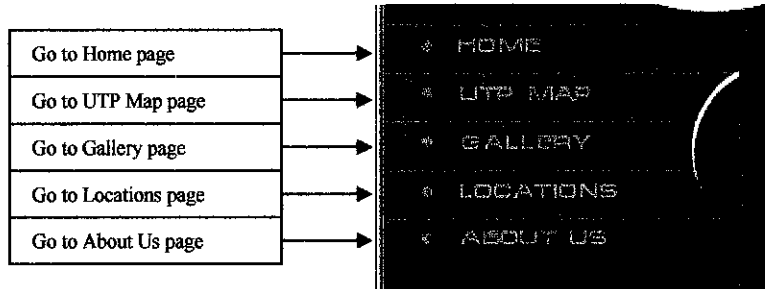 Go to Home page
HOME
Go to UTP Map page
UTP MAP
Go to Gallery page
GALLERY
Go to Locations page
LOCATIONS
Go to About Us page
ABOUT US